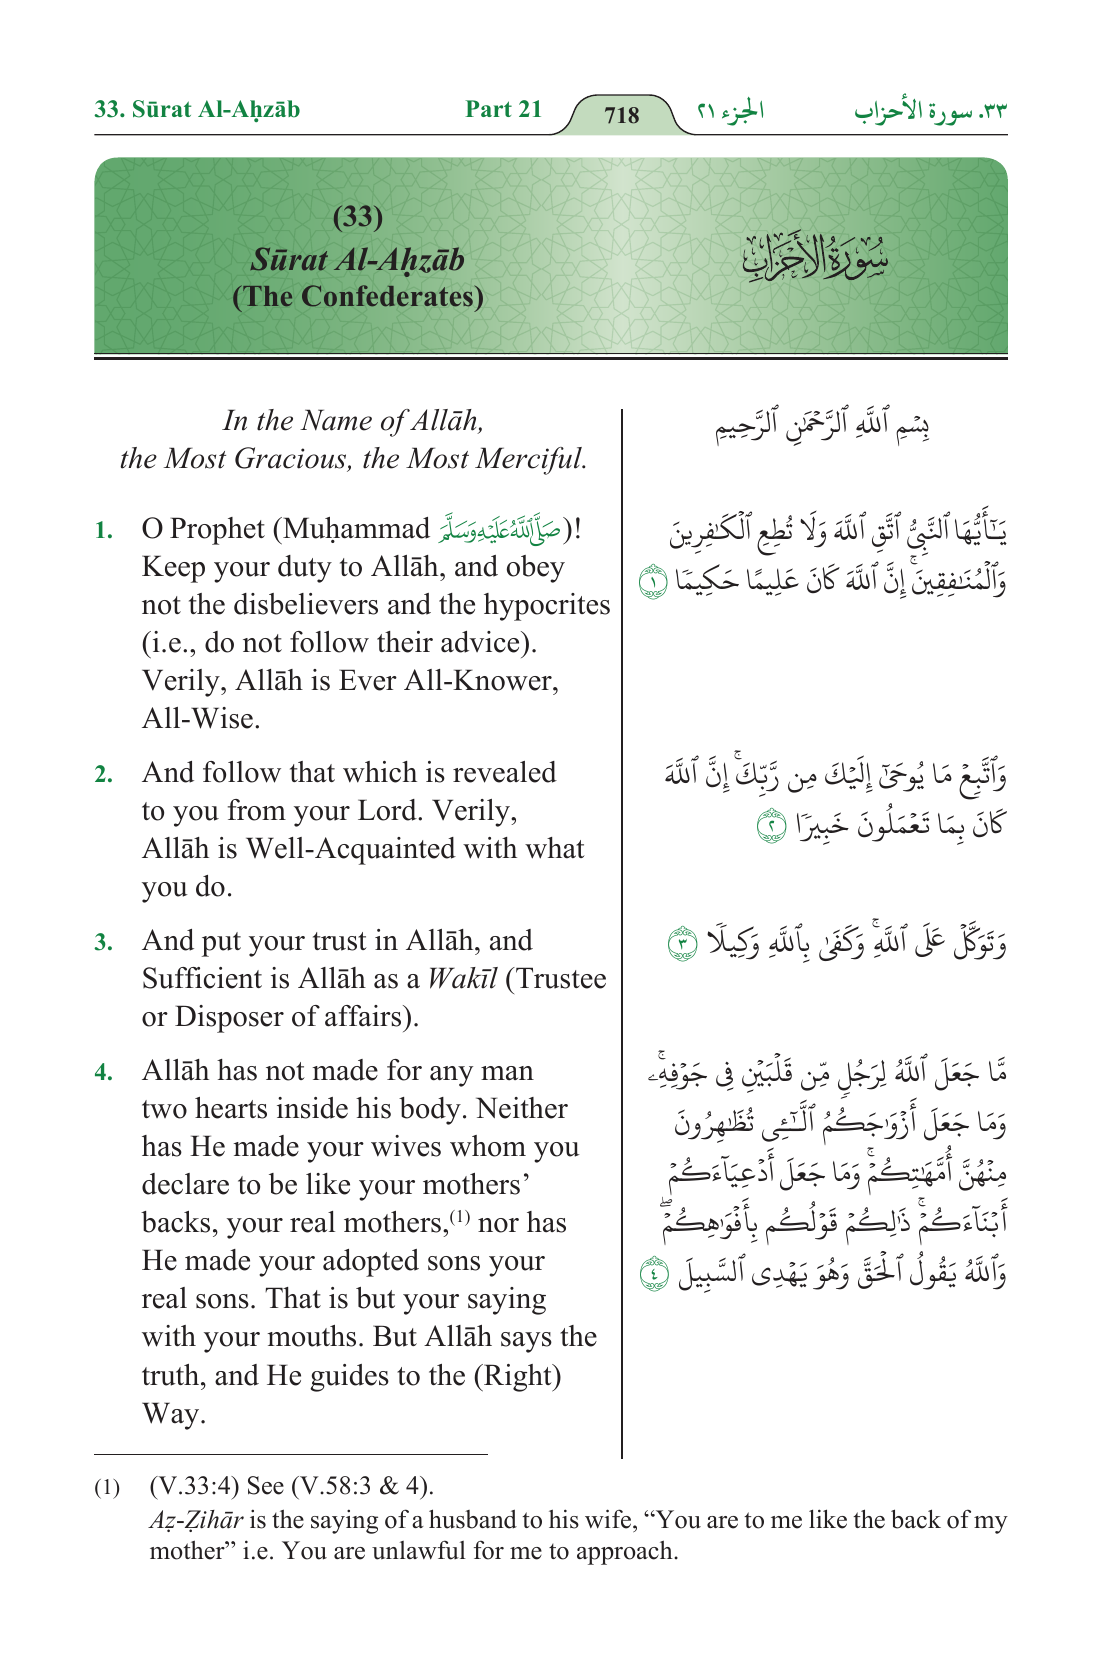 33. Sūrat Al-Aḥzāb Part 21 718 الجزء ٢١ ٣٣. سورة الأحزاب
(33)
Sūrat Al-Aḥzāb
(The Confederates)
سُورَةُ الأَحْزَابِ
In the Name of Allāh,
the Most Gracious, the Most Merciful.
1. O Prophet (Muḥammad صَلَّى اللَّهُ عَلَيْهِ وَسَلَّمَ)!
Keep your duty to Allāh, and obey
not the disbelievers and the hypocrites
(i.e., do not follow their advice).
Verily, Allāh is Ever All-Knower,
All-Wise.
2. And follow that which is revealed
to you from your Lord. Verily,
Allāh is Well-Acquainted with what
you do.
3. And put your trust in Allāh, and
Sufficient is Allāh as a Wakīl (Trustee
or Disposer of affairs).
4. Allāh has not made for any man
two hearts inside his body. Neither
has He made your wives whom you
declare to be like your mothers’
backs, your real mothers,(1) nor has
He made your adopted sons your
real sons. That is but your saying
with your mouths. But Allāh says the
truth, and He guides to the (Right)
Way.
بِسْمِ ٱللَّهِ ٱلرَّحْمَٰنِ ٱلرَّحِيمِ
يَـٰٓأَيُّهَا ٱلنَّبِىُّ ٱتَّقِ ٱللَّهَ وَلَا تُطِعِ ٱلْكَـٰفِرِينَ
وَٱلْمُنَـٰفِقِينَ ۗ إِنَّ ٱللَّهَ كَانَ عَلِيمًا حَكِيمًا ١
وَٱتَّبِعْ مَا يُوحَىٰٓ إِلَيْكَ مِن رَّبِّكَ ۚ إِنَّ ٱللَّهَ
كَانَ بِمَا تَعْمَلُونَ خَبِيرًا ٢
وَتَوَكَّلْ عَلَى ٱللَّهِ ۚ وَكَفَىٰ بِٱللَّهِ وَكِيلًا ٣
مَّا جَعَلَ ٱللَّهُ لِرَجُلٍ مِّن قَلْبَيْنِ فِى جَوْفِهِۦ ۚ
وَمَا جَعَلَ أَزْوَٰجَكُمُ ٱلَّـٰٓـِٔى تُظَـٰهِرُونَ
مِنْهُنَّ أُمَّهَـٰتِكُمْ ۚ وَمَا جَعَلَ أَدْعِيَآءَكُمْ
أَبْنَآءَكُمْ ۚ ذَٰلِكُمْ قَوْلُكُم بِأَفْوَٰهِكُمْ ۖ
وَٱللَّهُ يَقُولُ ٱلْحَقَّ وَهُوَ يَهْدِى ٱلسَّبِيلَ ٤
(1) (V.33:4) See (V.58:3 & 4).
Aẓ-Ẓihār is the saying of a husband to his wife, “You are to me like the back of my
mother” i.e. You are unlawful for me to approach.